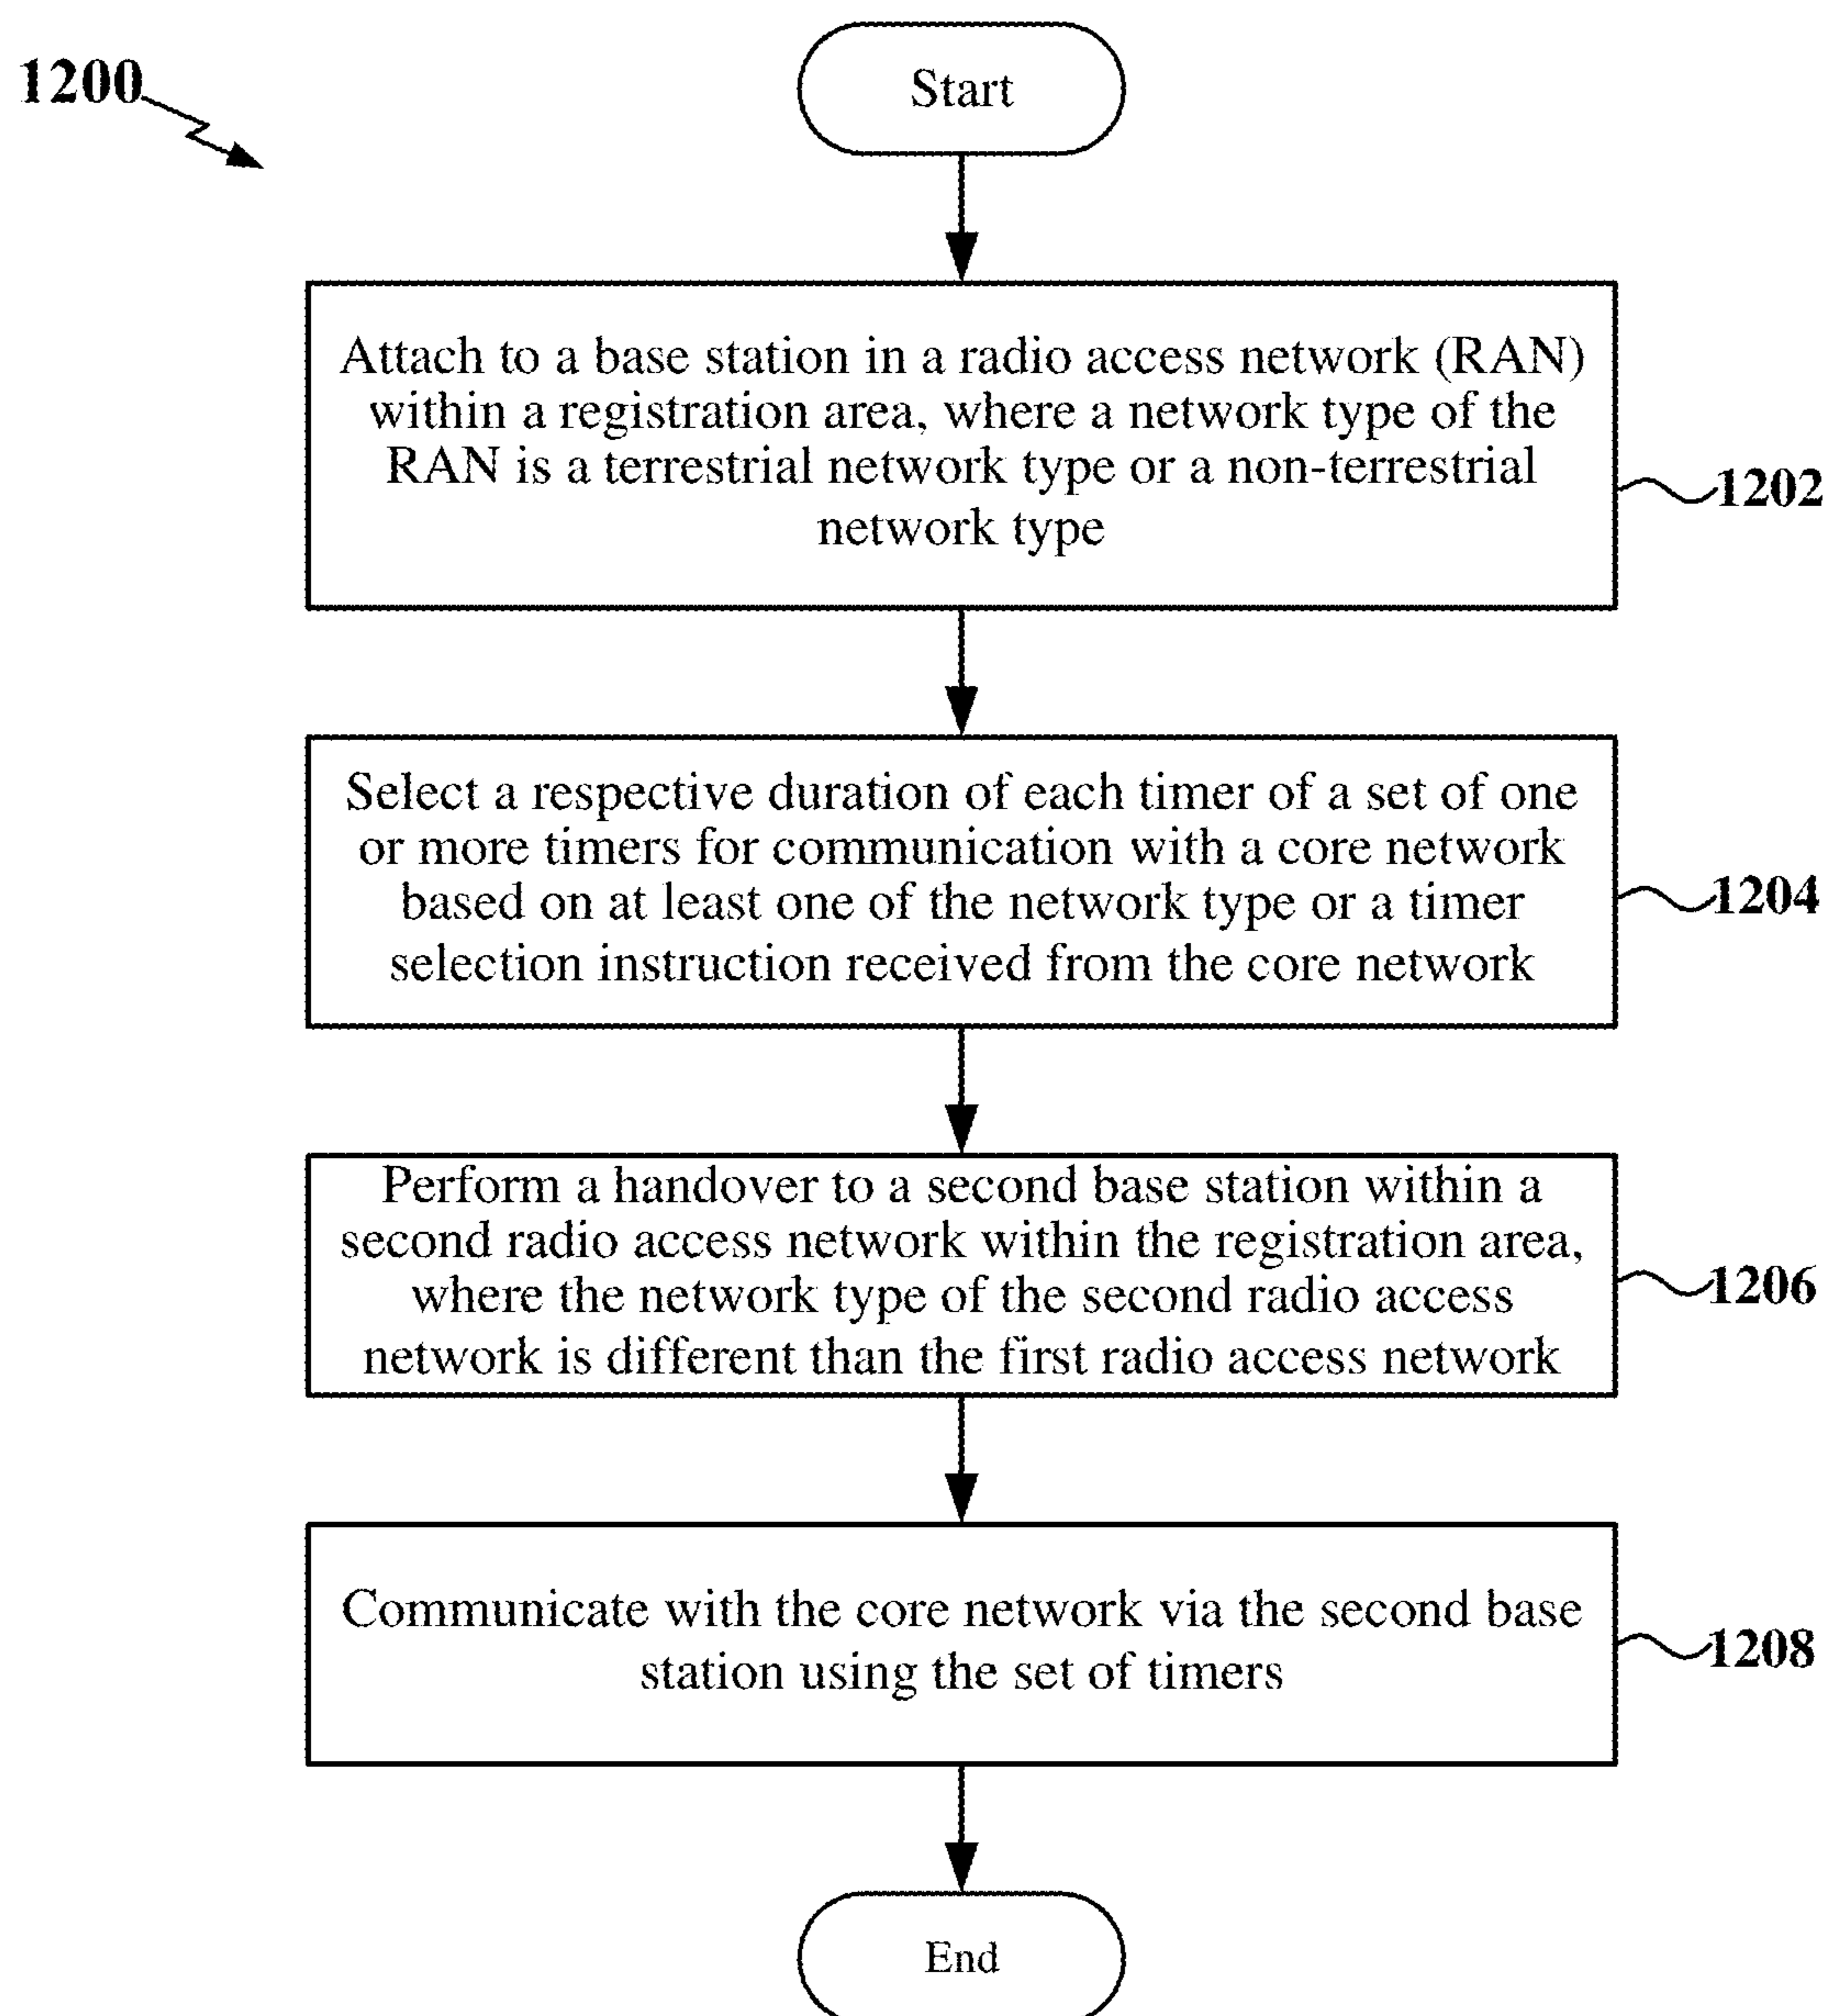 1200
Start
Attach to a base station in a radio access network (RAN)
within a registration area, where a network type of the
RAN is a terrestrial network type or a non-terrestrial
network type
1202
Select a respective duration of each timer of a set of one
or more timers for communication with a core network
based on at least one of the network type or a timer
selection instruction received from the core network
1204
Perform a handover to a second base station within a
second radio access network within the registration area,
where the network type of the second radio access
network is different than the first radio access network
1206
Communicate with the core network via the second base
station using the set of timers
1208
End